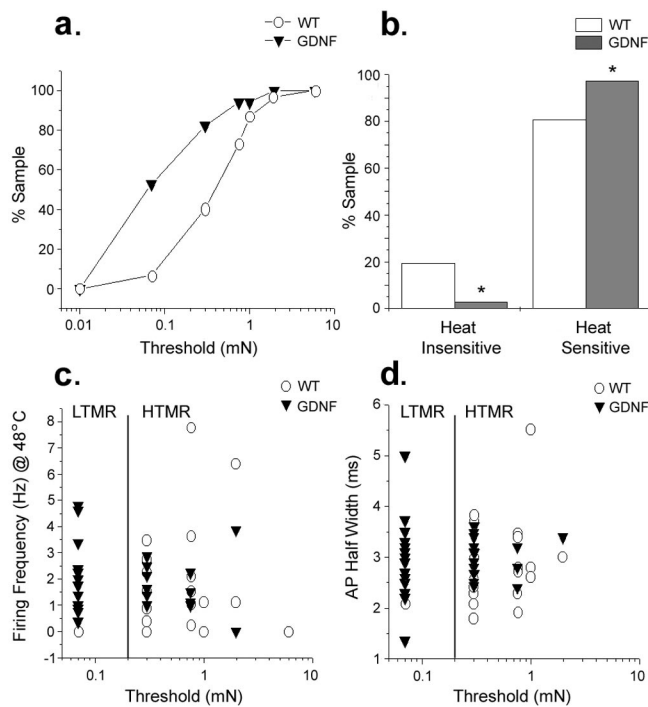 a.
WT
GDNF
% Sample
100
80
60
40
20
0
0.01
0.1
1
10
Threshold (mN)
b.
WT
GDNF
% Sample
100
80
60
40
20
0
*
*
Heat Insensitive
Heat Sensitive
c.
WT
GDNF
LTMR
HTMR
Firing Frequency (Hz) @ 48°C
8
7
6
5
4
3
2
1
0
-1
0.1
1
10
Threshold (mN)
d.
WT
GDNF
LTMR
HTMR
AP Half Width (ms)
6
5
4
3
2
1
0.1
1
10
Threshold (mN)